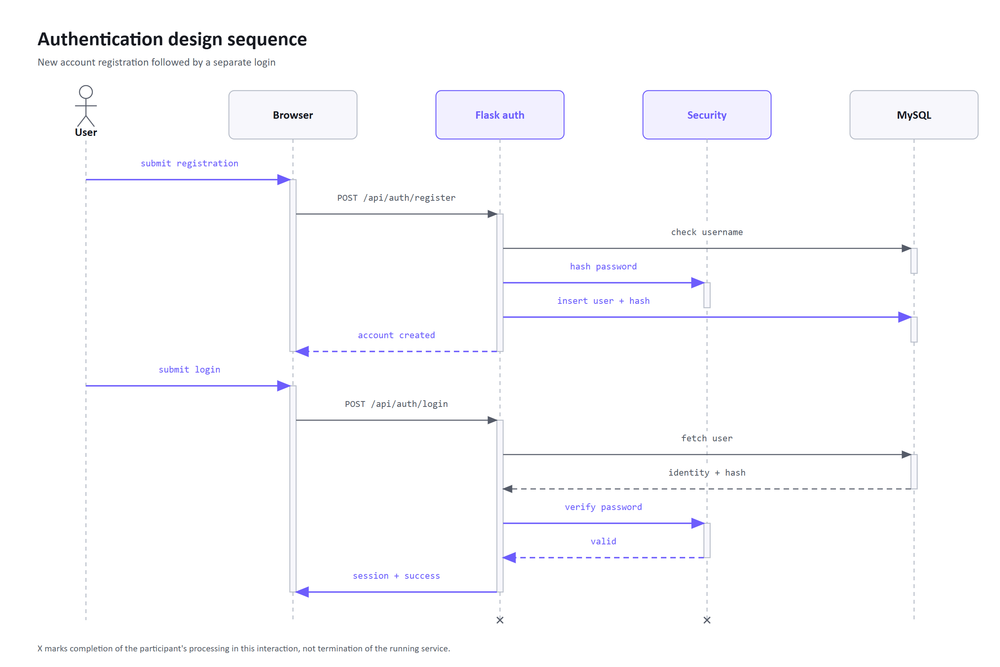 Authentication design sequence
New account registration followed by a separate login
User
Browser
Flask auth
Security
MySQL
submit registration
POST /api/auth/register
check username
hash password
insert user + hash
account created
submit login
POST /api/auth/login
fetch user
identity + hash
verify password
valid
session + success
X marks completion of the participant's processing in this interaction, not termination of the running service.